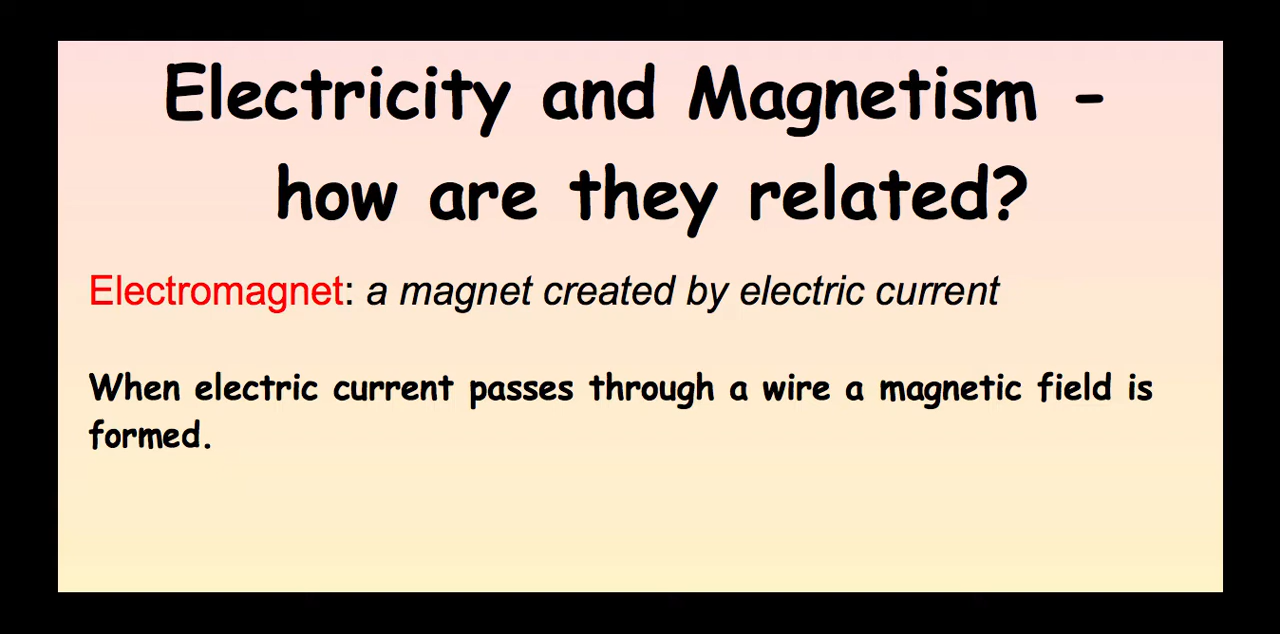 Electricity and Magnetism -
how are they related?
Electromagnet: a magnet created by electric current
When electric current passes through a wire a magnetic field is
formed.